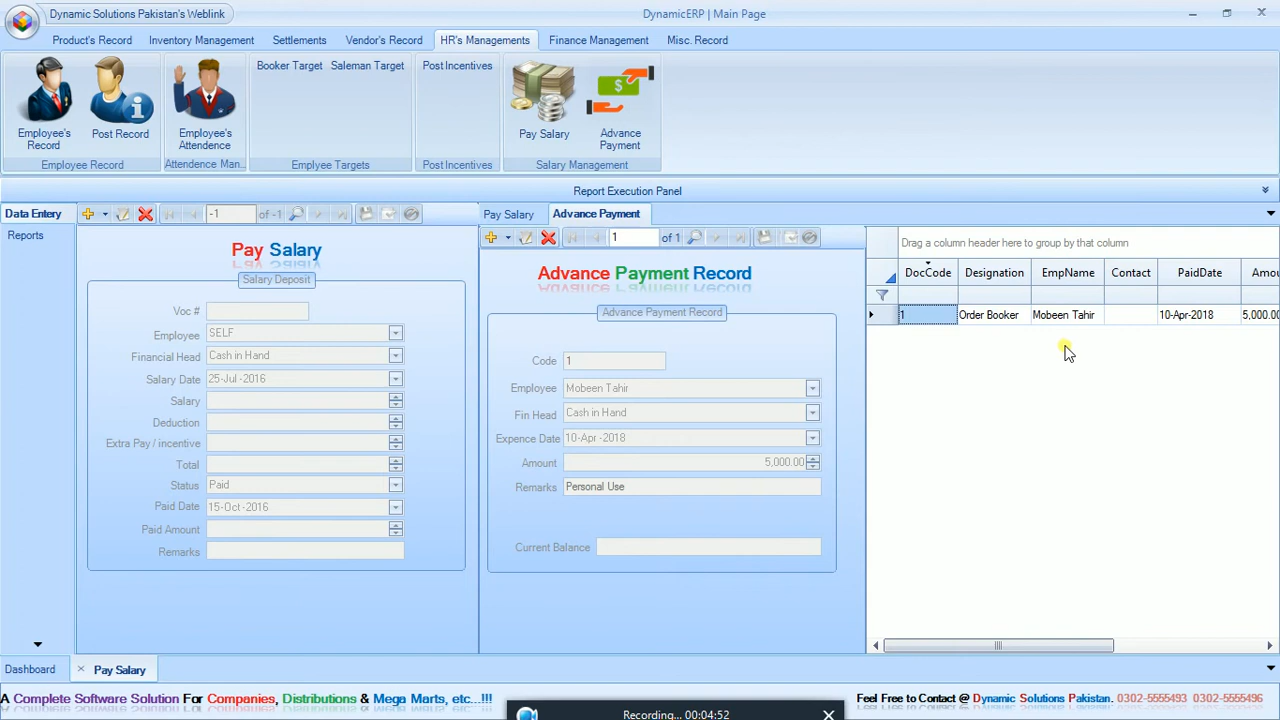 Dynamic Solutions Pakistan's Weblink
DynamicERP | Main Page
Product's Record Inventory Management Settlements Vendor's Record HR's Managements Finance Management Misc. Record
Employee's Record
Post Record
Employee Record
Employee's Attendence
Attendence Man...
Booker Target Saleman Target
Emplyee Targets
Post Incentives
Post Incentives
Pay Salary
Advance Payment
Salary Management
Report Execution Panel
Data Entery
Reports
-1 of -1
Pay Salary
Salary Deposit
Voc #
Employee SELF
Financial Head Cash in Hand
Salary Date 25-Jul -2016
Salary
Deduction
Extra Pay / incentive
Total
Status Paid
Paid Date 15-Oct -2016
Paid Amount
Remarks
Pay Salary Advance Payment
1 of 1
Advance Payment Record
Advance Payment Record
Code 1
Employee Mobeen Tahir
Fin Head Cash in Hand
Expence Date 10-Apr -2018
Amount 5,000.00
Remarks Personal Use
Current Balance
Drag a column header here to group by that column
DocCode Designation EmpName Contact PaidDate Amou
1 Order Booker Mobeen Tahir 10-Apr-2018 5,000.00
Dashboard Pay Salary
A Complete Software Solution For Companies, Distributions & Mega Marts, etc...!!!
Feel Free to Contact @ Dynamic Solutions Pakistan. 0302-5555493 0302-5555496
Recording... 00:04:52